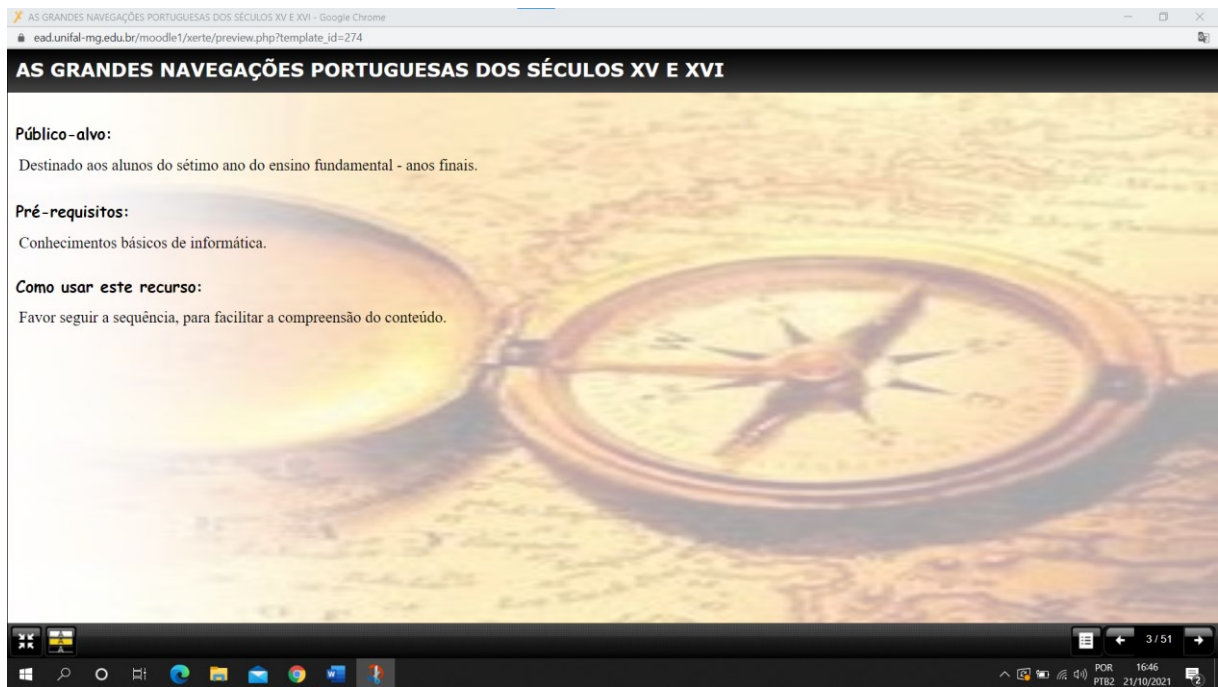 AS GRANDES NAVEGAÇÕES PORTUGUESAS DOS SÉCULOS XV E XVI - Google Chrome
ead.unifal-mg.edu.br/moodle1/xerte/preview.php?template_id=274
AS GRANDES NAVEGAÇÕES PORTUGUESAS DOS SÉCULOS XV E XVI
Público-alvo:
Destinado aos alunos do sétimo ano do ensino fundamental - anos finais.
Pré-requisitos:
Conhecimentos básicos de informática.
Como usar este recurso:
Favor seguir a sequência, para facilitar a compreensão do conteúdo.
3 / 51
POR 16:46
PTB2 21/10/2021